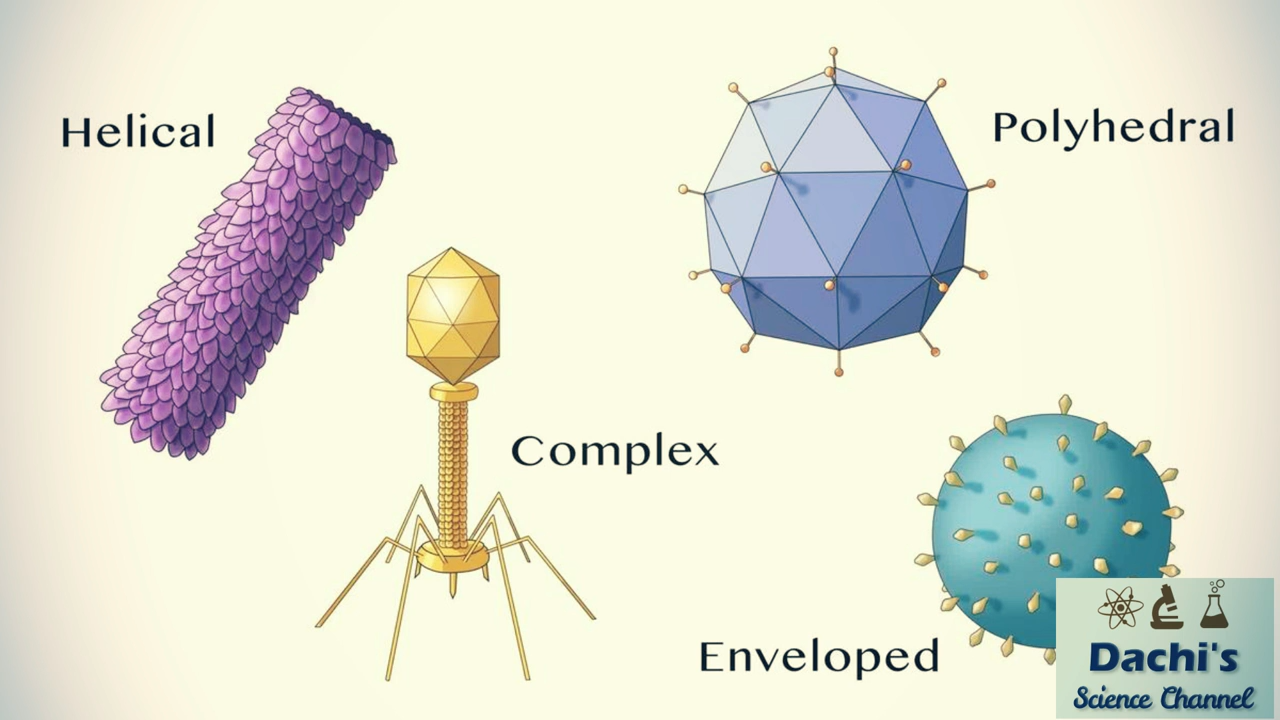 Helical
Polyhedral
Complex
Enveloped
Dachi's
Science Channel